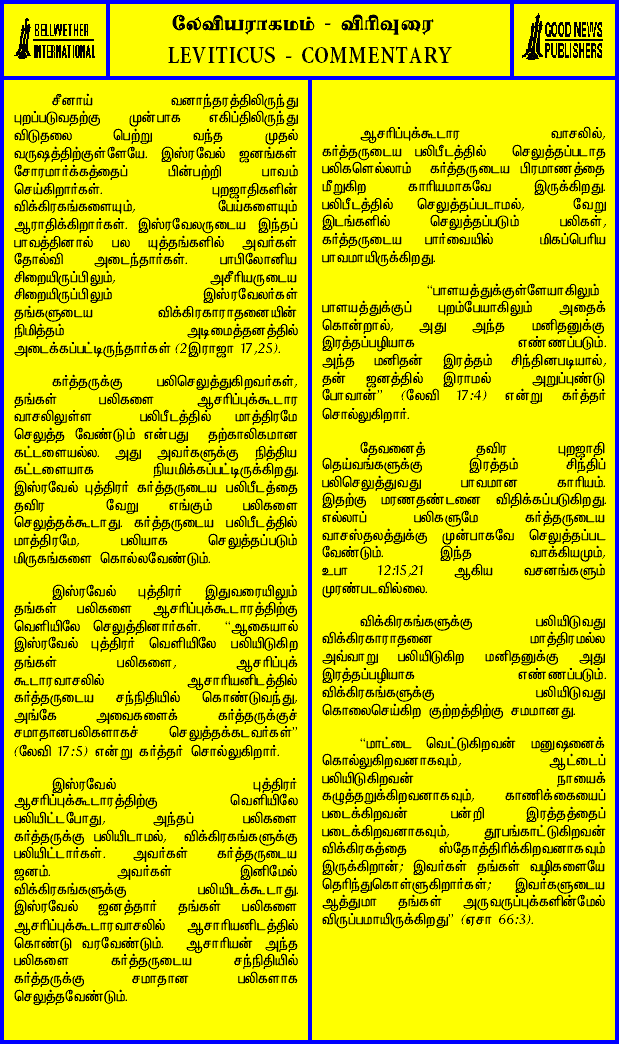 BELLWETHER
INTERNATIONAL
லேவியராகமம் - விரிவுரை
LEVITICUS - COMMENTARY
GOOD NEWS
PUBLISHERS
சீனாய் வனாந்தரத்திலிருந்து
புறப்படுவதற்கு முன்பாக எகிப்திலிருந்து
விடுதலை பெற்று வந்த முதல்
வருஷத்திற்குள்ளேயே. இஸ்ரவேல் ஜனங்கள்
சோரமார்க்கத்தைப் பின்பற்றி பாவம்
செய்கிறார்கள். புறஜாதிகளின்
விக்கிரகங்களையும், பேய்களையும்
ஆராதிக்கிறார்கள். இஸ்ரவேலருடைய இந்தப்
பாவத்தினால் பல யுத்தங்களில் அவர்கள்
தோல்வி அடைந்தார்கள். பாபிலோனிய
சிறையிருப்பிலும், அசீரியருடைய
சிறையிருப்பிலும் இஸ்ரவேலர்கள்
தங்களுடைய விக்கிரகாராதனையின்
நிமித்தம் அடிமைத்தனத்தில்
அடைக்கப்பட்டிருந்தார்கள் (2இராஜா 17,25).
கர்த்தருக்கு பலிசெலுத்துகிறவர்கள்,
தங்கள் பலிகளை ஆசரிப்புக்கூடார
வாசலிலுள்ள பலிபீடத்தில் மாத்திரமே
செலுத்த வேண்டும் என்பது தற்காலிகமான
கட்டளையல்ல. அது அவர்களுக்கு நித்திய
கட்டளையாக நியமிக்கப்பட்டிருக்கிறது.
இஸ்ரவேல் புத்திரர் கர்த்தருடைய பலிபீடத்தை
தவிர வேறு எங்கும் பலிகளை
செலுத்தக்கூடாது. கர்த்தருடைய பலிபீடத்தில்
மாத்திரமே, பலியாக செலுத்தப்படும்
மிருகங்களை கொல்லவேண்டும்.
இஸ்ரவேல் புத்திரர் இதுவரையிலும்
தங்கள் பலிகளை ஆசரிப்புக்கூடாரத்திற்கு
வெளியிலே செலுத்தினார்கள். "ஆகையால்
இஸ்ரவேல் புத்திரர் வெளியிலே பலியிடுகிற
தங்கள் பலிகளை, ஆசரிப்புக்
கூடாரவாசலில் ஆசாரியனிடத்தில்
கர்த்தருடைய சந்நிதியில் கொண்டுவந்து,
அங்கே அவைகளைக் கர்த்தருக்குச்
சமாதானபலிகளாகச் செலுத்தக்கடவர்கள்"
(லேவி 17:5) என்று கர்த்தர் சொல்லுகிறார்.
இஸ்ரவேல் புத்திரர்
ஆசரிப்புக்கூடாரத்திற்கு வெளியிலே
பலியிட்டபோது, அந்தப் பலிகளை
கர்த்தருக்கு பலியிடாமல், விக்கிரகங்களுக்கு
பலியிட்டார்கள். அவர்கள் கர்த்தருடைய
ஜனம். அவர்கள் இனிமேல்
விக்கிரகங்களுக்கு பலியிடக்கூடாது.
இஸ்ரவேல் ஜனத்தார் தங்கள் பலிகளை
ஆசரிப்புக்கூடாரவாசலில் ஆசாரியனிடத்தில்
கொண்டு வரவேண்டும். ஆசாரியன் அந்த
பலிகளை கர்த்தருடைய சந்நிதியில்
கர்த்தருக்கு சமாதான பலிகளாக
செலுத்தவேண்டும்.
ஆசரிப்புக்கூடார வாசலில்,
கர்த்தருடைய பலிபீடத்தில் செலுத்தப்படாத
பலிகளெல்லாம் கர்த்தருடைய பிரமாணத்தை
மீறுகிற காரியமாகவே இருக்கிறது.
பலிபீடத்தில் செலுத்தப்படாமல், வேறு
இடங்களில் செலுத்தப்படும் பலிகள்,
கர்த்தருடைய பார்வையில் மிகப்பெரிய
பாவமாயிருக்கிறது.
"பாளயத்துக்குள்ளேயாகிலும்
பாளயத்துக்குப் புறம்பேயாகிலும் அதைக்
கொன்றால், அது அந்த மனிதனுக்கு
இரத்தப்பழியாக எண்ணப்படும்.
அந்த மனிதன் இரத்தம் சிந்தினபடியால்,
தன் ஜனத்தில் இராமல் அறுப்புண்டு
போவான்" (லேவி 17:4) என்று கர்த்தர்
சொல்லுகிறார்.
தேவனைத் தவிர புறஜாதி
தெய்வங்களுக்கு இரத்தம் சிந்திப்
பலிசெலுத்துவது பாவமான காரியம்.
இதற்கு மரணதண்டனை விதிக்கப்படுகிறது.
எல்லாப் பலிகளுமே கர்த்தருடைய
வாசஸ்தலத்துக்கு முன்பாகவே செலுத்தப்பட
வேண்டும். இந்த வாக்கியமும்,
உபா 12:15,21 ஆகிய வசனங்களும்
முரண்படவில்லை.
விக்கிரகங்களுக்கு பலியிடுவது
விக்கிரகாராதனை மாத்திரமல்ல
அவ்வாறு பலியிடுகிற மனிதனுக்கு அது
இரத்தப்பழியாக எண்ணப்படும்.
விக்கிரகங்களுக்கு பலியிடுவது
கொலைசெய்கிற குற்றத்திற்கு சமமானது.
"மாட்டை வெட்டுகிறவன் மனுஷனைக்
கொல்லுகிறவனாகவும், ஆட்டைப்
பலியிடுகிறவன் நாயைக்
கழுத்தறுக்கிறவனாகவும், காணிக்கையைப்
படைக்கிறவன் பன்றி இரத்தத்தைப்
படைக்கிறவனாகவும், தூபங்காட்டுகிறவன்
விக்கிரகத்தை ஸ்தோத்திரிக்கிறவனாகவும்
இருக்கிறான்; இவர்கள் தங்கள் வழிகளையே
தெரிந்துகொள்ளுகிறார்கள்; இவர்களுடைய
ஆத்துமா தங்கள் அருவருப்புக்களின்மேல்
விருப்பமாயிருக்கிறது" (ஏசா 66:3).